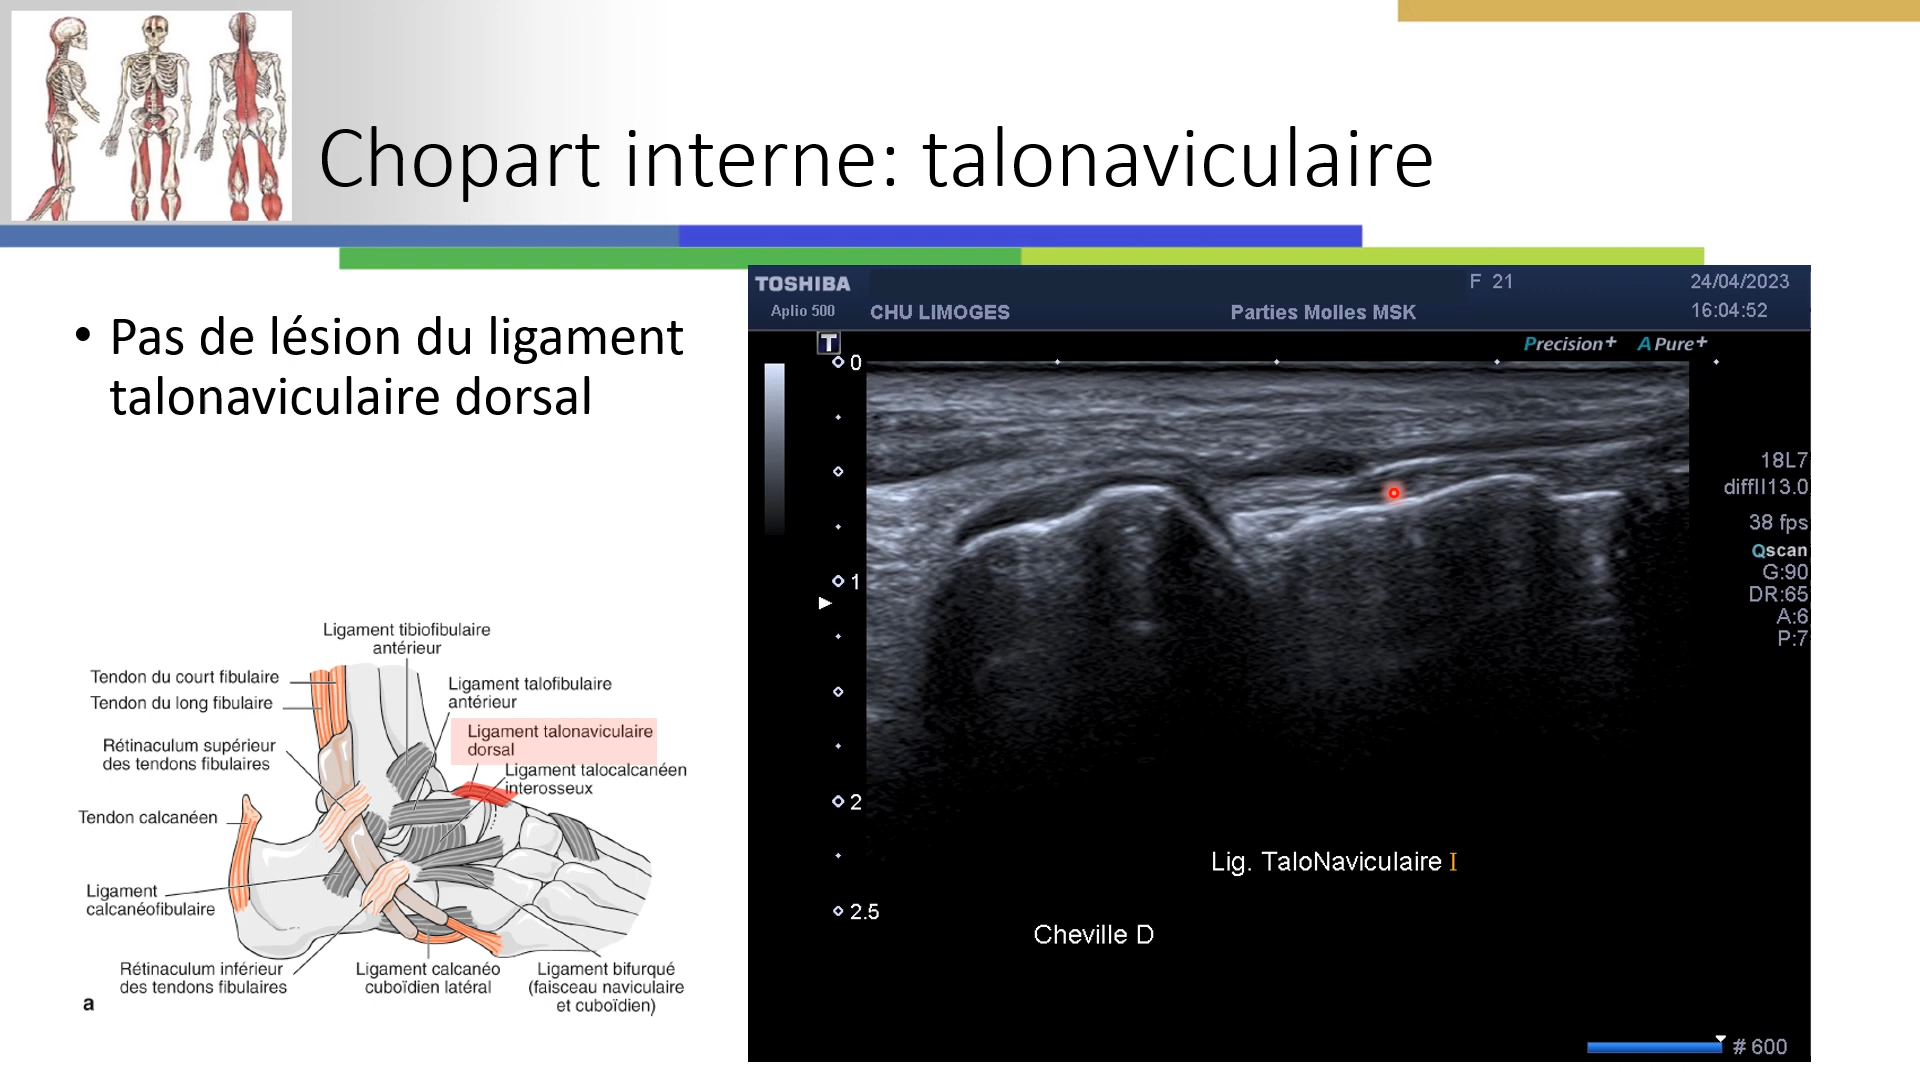 Chopart interne: talonaviculaire
• Pas de lésion du ligament
talonaviculaire dorsal
TOSHIBA
Aplio 500
CHU LIMOGES
Parties Molles MSK
F 21
24/04/2023
16:04:52
Precision+ APure+
T
0
1
2
2.5
18L7
diffII13.0
38 fps
Qscan
G:90
DR:65
A:6
P:7
Lig. TaloNaviculaire I
Cheville D
# 600
Ligament tibiofibulaire
antérieur
Tendon du court fibulaire
Tendon du long fibulaire
Ligament talofibulaire
antérieur
Ligament talonaviculaire
dorsal
Rétinaculum supérieur
des tendons fibulaires
Ligament talocalcanéen
interosseux
Tendon calcanéen
Ligament
calcanéofibulaire
Rétinaculum inférieur
des tendons fibulaires
Ligament calcanéo
cuboïdien latéral
Ligament bifurqué
(faisceau naviculaire
et cuboïdien)
a